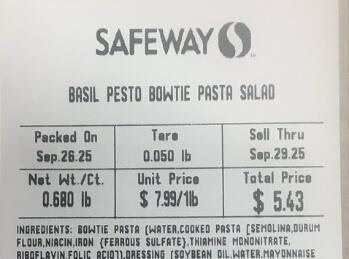 SAFEWAY
BASIL PESTO BOWTIE PASTA SALAD
Packed On Tare Sell Thru
Sep.26.25 0.050 lb Sep.29.25
Net Wt./Ct. Unit Price Total Price
0.680 lb $ 7.99/lb $ 5.43
INGREDIENTS: BOWTIE PASTA (WATER,COOKED PASTA [SEMOLINA,DURUM
FLOUR,NIACIN,IRON {FERROUS SULFATE},THIAMINE MONONITRATE,
RIBOFLAVIN,FOLIC ACID]),DRESSING (SOYBEAN OIL,WATER,MAYONNAISE